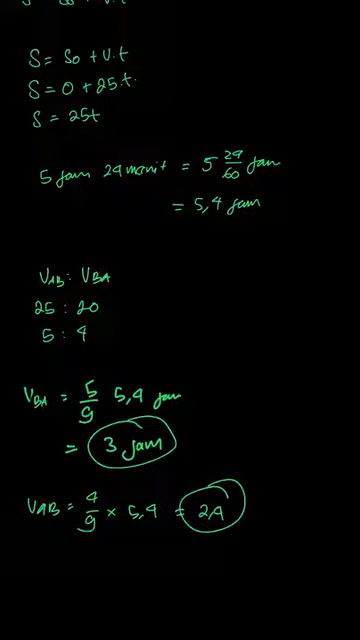 S = So + v.t
S = 0 + 25.t.
S = 25t
5 jam 24 menit = 5 24/60 jam
= 5,4 jam
VAB : VBA
25 : 20
5 : 4
VBA = 5/9 5,4 jam
= 3 jam
VAB = 4/9 × 5,4 = 2,4